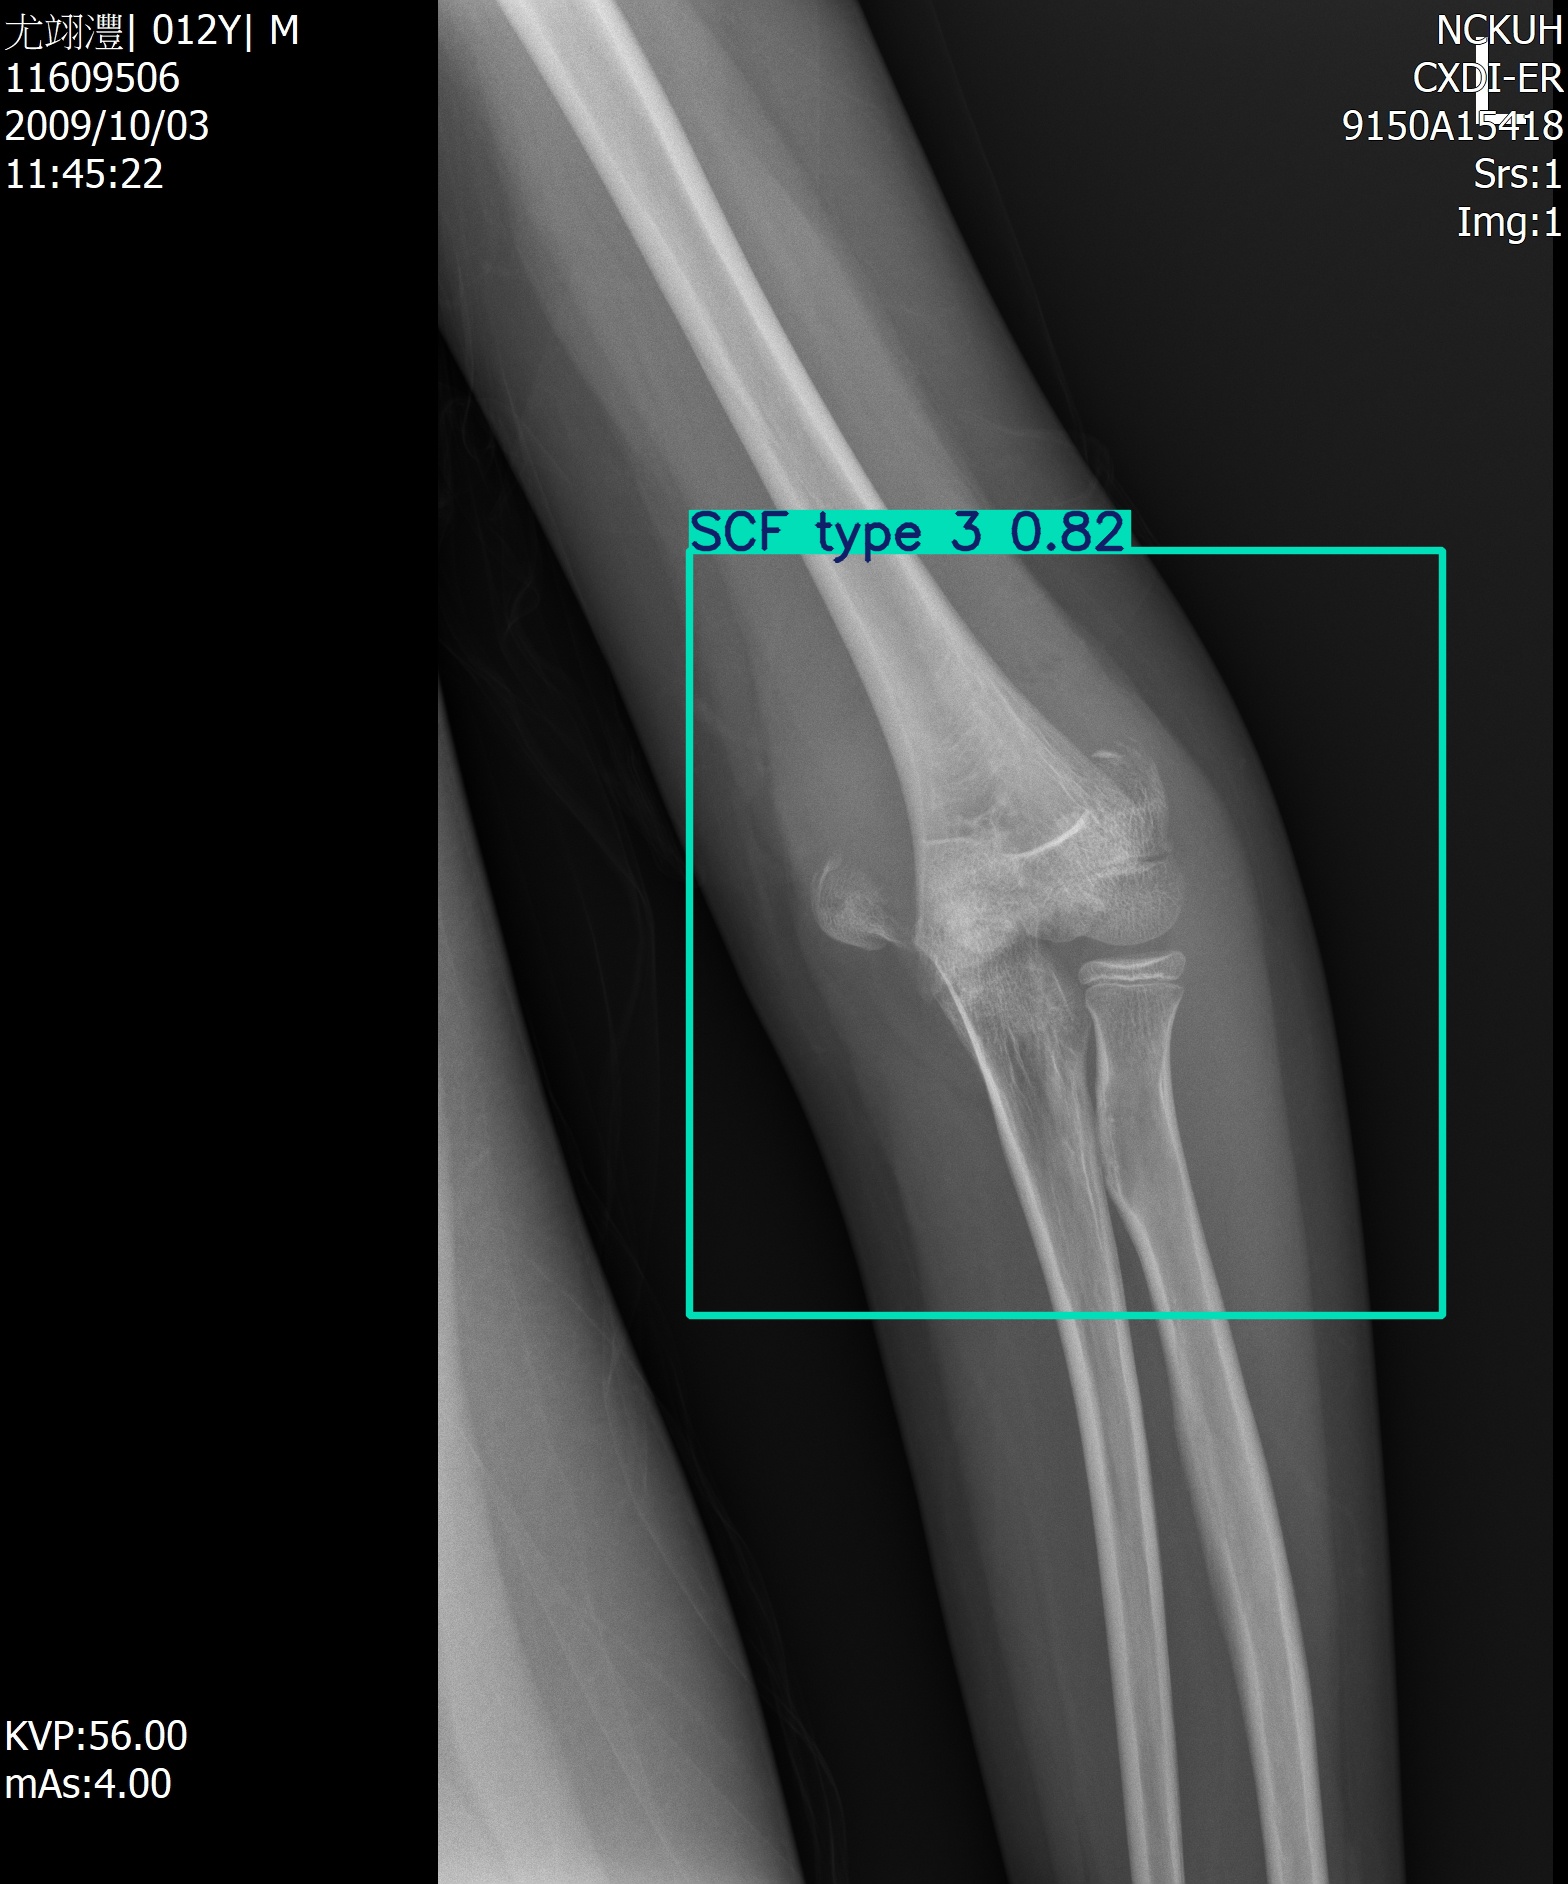 尤翊灃| 012Y| M
11609506
2009/10/03
11:45:22
NCKUH
CXDI-ER
9150A15418
Srs:1
Img:1
L
SCF type 3 0.82
KVP:56.00
mAs:4.00